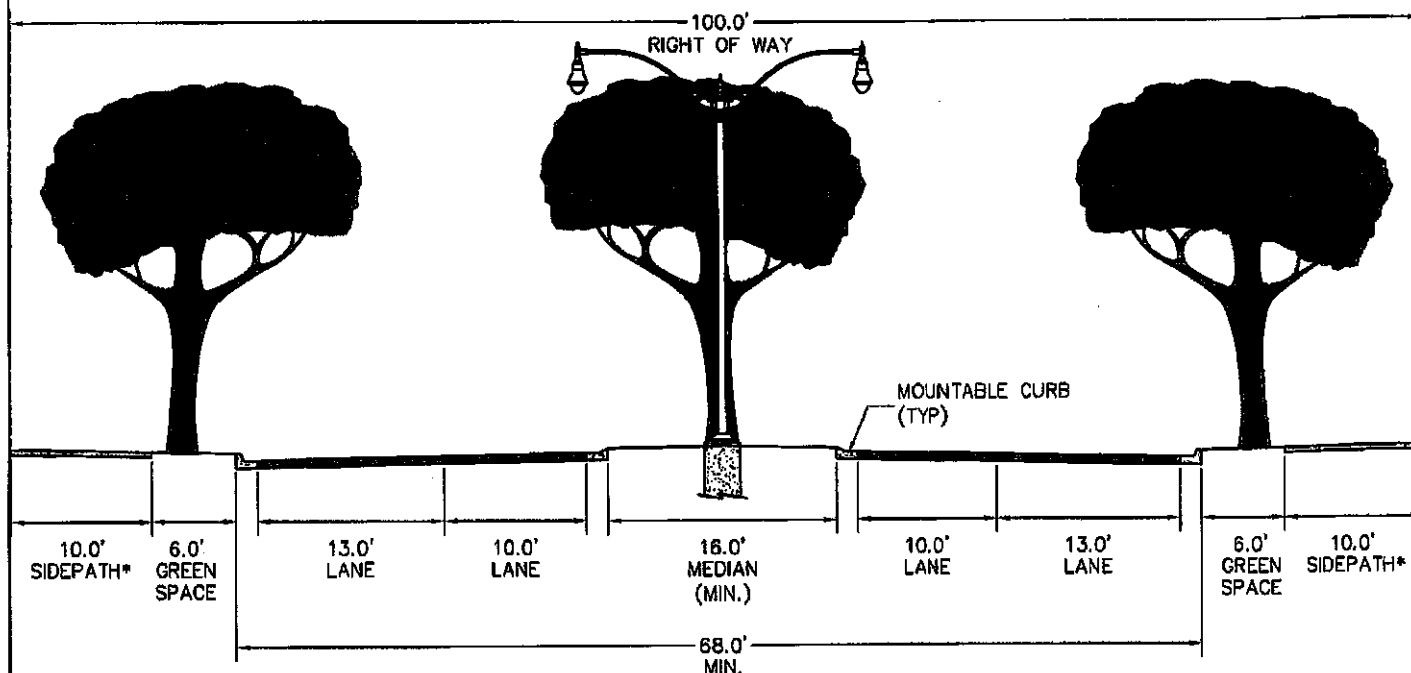 100.0'
RIGHT OF WAY
MOUNTABLE CURB
(TYP)
10.0'
SIDEPATH*
6.0'
GREEN
SPACE
13.0'
LANE
10.0'
LANE
16.0'
MEDIAN
(MIN.)
10.0'
LANE
13.0'
LANE
6.0'
GREEN
SPACE
10.0'
SIDEPATH*
68.0'
MIN.